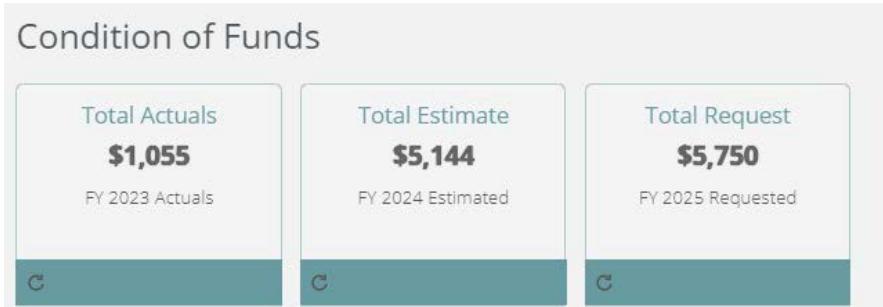 Condition of Funds
Total Actuals
$1,055
FY 2023 Actuals
Total Estimate
$5,144
FY 2024 Estimated
Total Request
$5,750
FY 2025 Requested